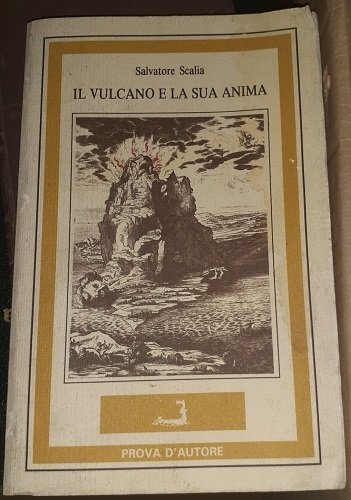 Salvatore Scalia
IL VULCANO E LA SUA ANIMA
PROVA D'AUTORE